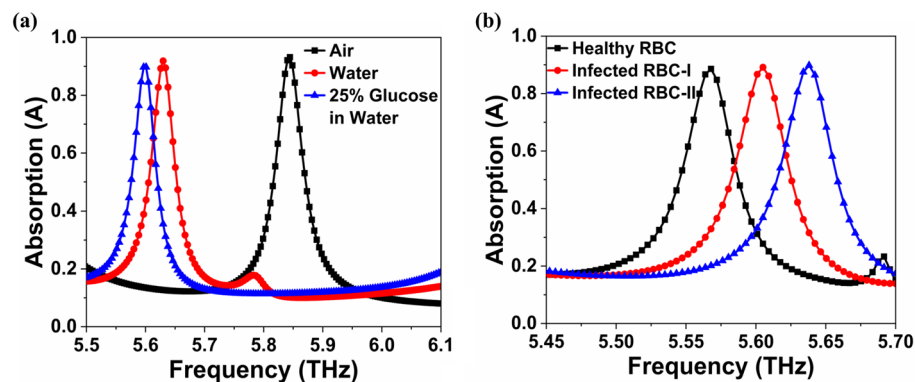 (a)
Absorption (A)
1.0
0.8
0.6
0.4
0.2
0.0
Air
Water
25% Glucose
in Water
5.5 5.6 5.7 5.8 5.9 6.0 6.1
Frequency (THz)
(b)
Absorption (A)
1.0
0.8
0.6
0.4
0.2
0.0
Healthy RBC
Infected RBC-I
Infected RBC-II
5.45 5.50 5.55 5.60 5.65 5.70
Frequency (THz)